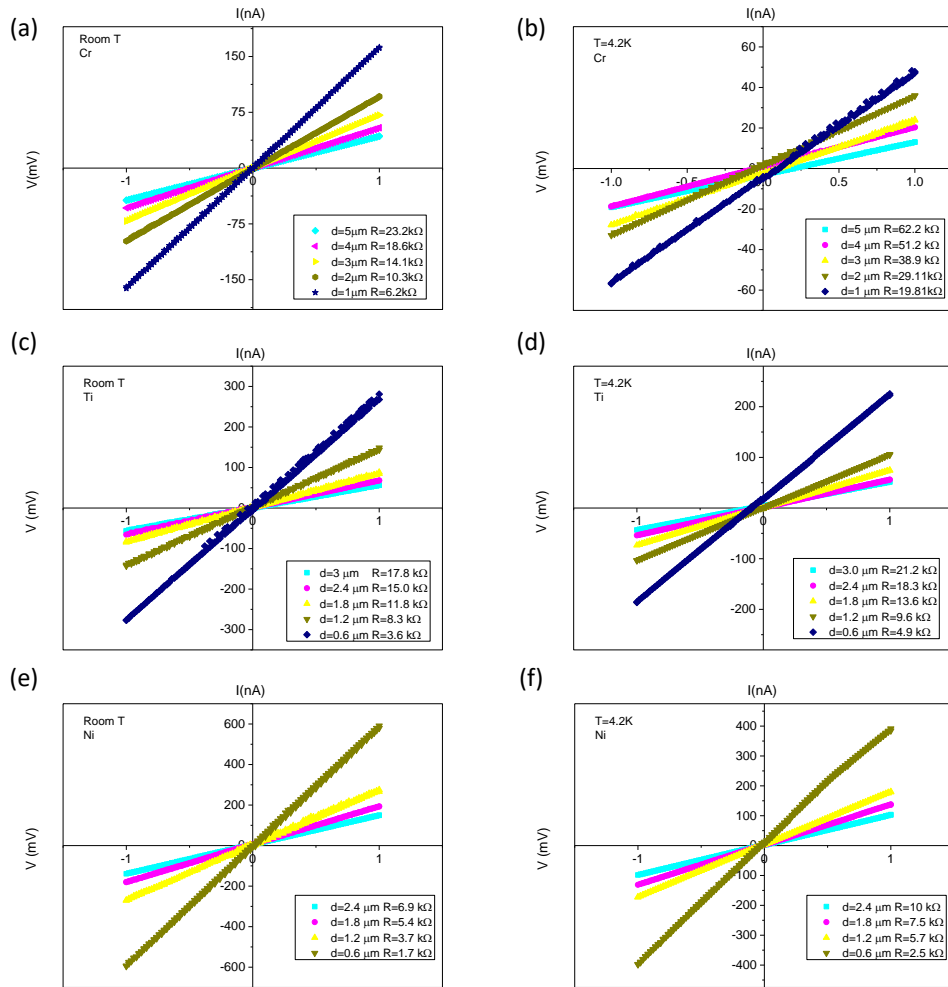 (a)
I(nA)
Room T
Cr
150
75
0
-75
-150
-1
0
1
V(mV)
d=5μm R=23.2kΩ
d=4μm R=18.6kΩ
d=3μm R=14.1kΩ
d=2μm R=10.3kΩ
d=1μm R=6.2kΩ
(b)
I(nA)
T=4.2K
Cr
60
40
20
0
-20
-40
-60
-1.0
-0.5
0.0
0.5
1.0
V (mV)
d=5 μm R=62.2 kΩ
d=4 μm R=51.2 kΩ
d=3 μm R=38.9 kΩ
d=2 μm R=29.11kΩ
d=1 μm R=19.81kΩ
(c)
I(nA)
Room T
Ti
300
200
100
0
-100
-200
-300
-1
0
1
V (mV)
d=3 μm R=17.8 kΩ
d=2.4 μm R=15.0 kΩ
d=1.8 μm R=11.8 kΩ
d=1.2 μm R=8.3 kΩ
d=0.6 μm R=3.6 kΩ
(d)
I(nA)
T=4.2K
Ti
200
100
0
-100
-200
-1
0
1
V (mV)
d=3.0 μm R=21.2 kΩ
d=2.4 μm R=18.3 kΩ
d=1.8 μm R=13.6 kΩ
d=1.2 μm R=9.6 kΩ
d=0.6 μm R=4.9 kΩ
(e)
I(nA)
Room T
Ni
600
400
200
0
-200
-400
-600
-1
0
1
V (mV)
d=2.4 μm R=6.9 kΩ
d=1.8 μm R=5.4 kΩ
d=1.2 μm R=3.7 kΩ
d=0.6 μm R=1.7 kΩ
(f)
I(nA)
T=4.2K
Ni
400
300
200
100
0
-100
-200
-300
-400
-1
0
1
V (mV)
d=2.4 μm R=10 kΩ
d=1.8 μm R=7.5 kΩ
d=1.2 μm R=5.7 kΩ
d=0.6 μm R=2.5 kΩ